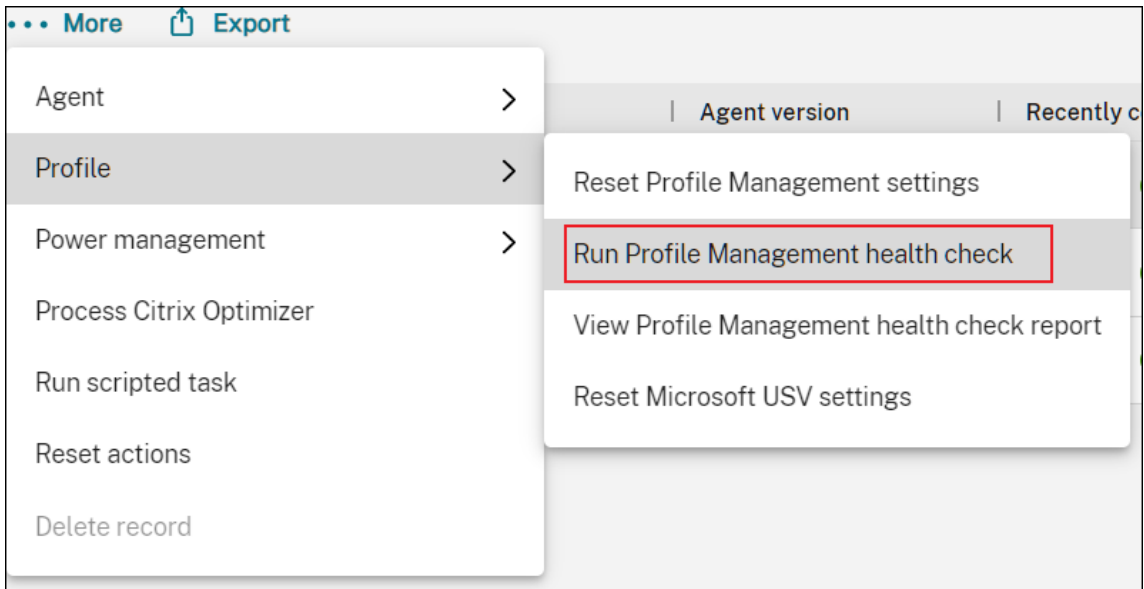 ••• More Export
Agent
Agent version | Recently c
Profile
Reset Profile Management settings
Power management
Run Profile Management health check
Process Citrix Optimizer
View Profile Management health check report
Run scripted task
Reset Microsoft USV settings
Reset actions
Delete record